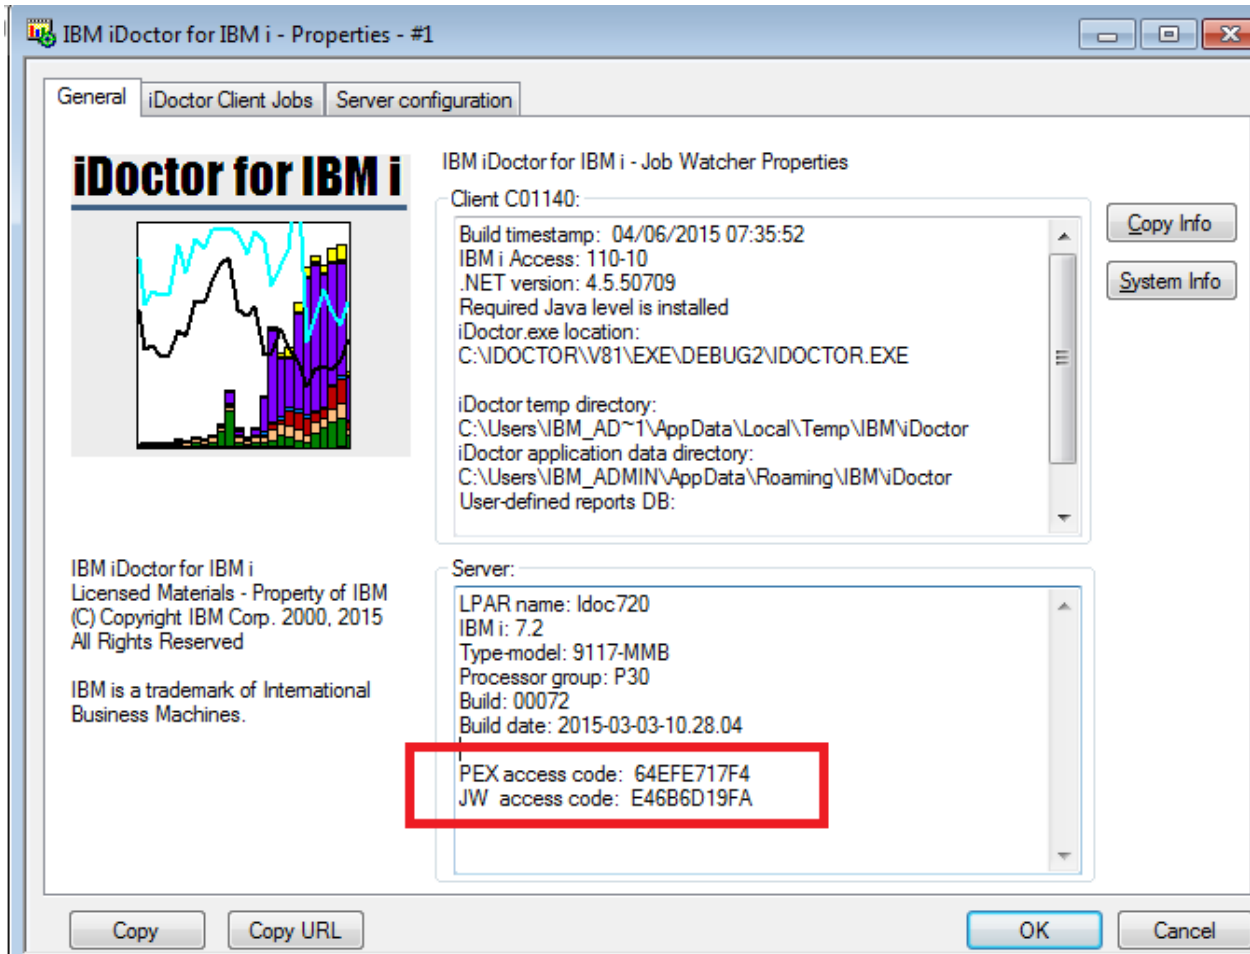 IBM iDoctor for IBM i - Properties - #1
General
iDoctor Client Jobs
Server configuration
iDoctor for IBM i
IBM iDoctor for IBM i - Job Watcher Properties
Client C01140:
Build timestamp: 04/06/2015 07:35:52
IBM i Access: 110-10
.NET version: 4.5.50709
Required Java level is installed
iDoctor.exe location:
C:\IDOCTOR\V81\EXE\DEBUG2\IDOCTOR.EXE
iDoctor temp directory:
C:\Users\IBM_AD~1\AppData\Local\Temp\IBM\iDoctor
iDoctor application data directory:
C:\Users\IBM_ADMIN\AppData\Roaming\IBM\iDoctor
User-defined reports DB:
Copy Info
System Info
IBM iDoctor for IBM i
Licensed Materials - Property of IBM
(C) Copyright IBM Corp. 2000, 2015
All Rights Reserved
IBM is a trademark of International
Business Machines.
Server:
LPAR name: Idoc720
IBM i: 7.2
Type-model: 9117-MMB
Processor group: P30
Build: 00072
Build date: 2015-03-03-10.28.04
PEX access code: 64EFE717F4
JW access code: E46B6D19FA
Copy
Copy URL
OK
Cancel